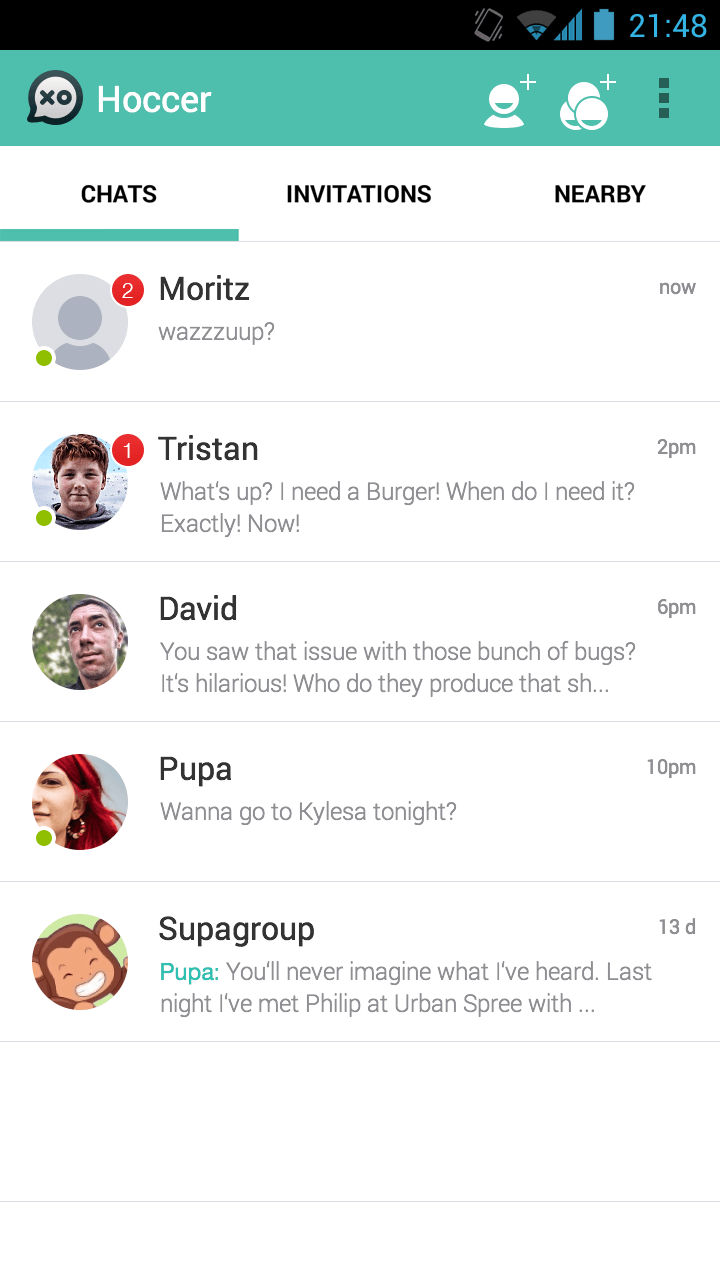 21:48
XO Hoccer
CHATS INVITATIONS NEARBY
2 Moritz now
wazzzuup?
1 Tristan 2pm
What‘s up? I need a Burger! When do I need it?
Exactly! Now!
David 6pm
You saw that issue with those bunch of bugs?
It‘s hilarious! Who do they produce that sh...
Pupa 10pm
Wanna go to Kylesa tonight?
Supagroup 13 d
Pupa: You‘ll never imagine what I‘ve heard. Last
night I‘ve met Philip at Urban Spree with ...